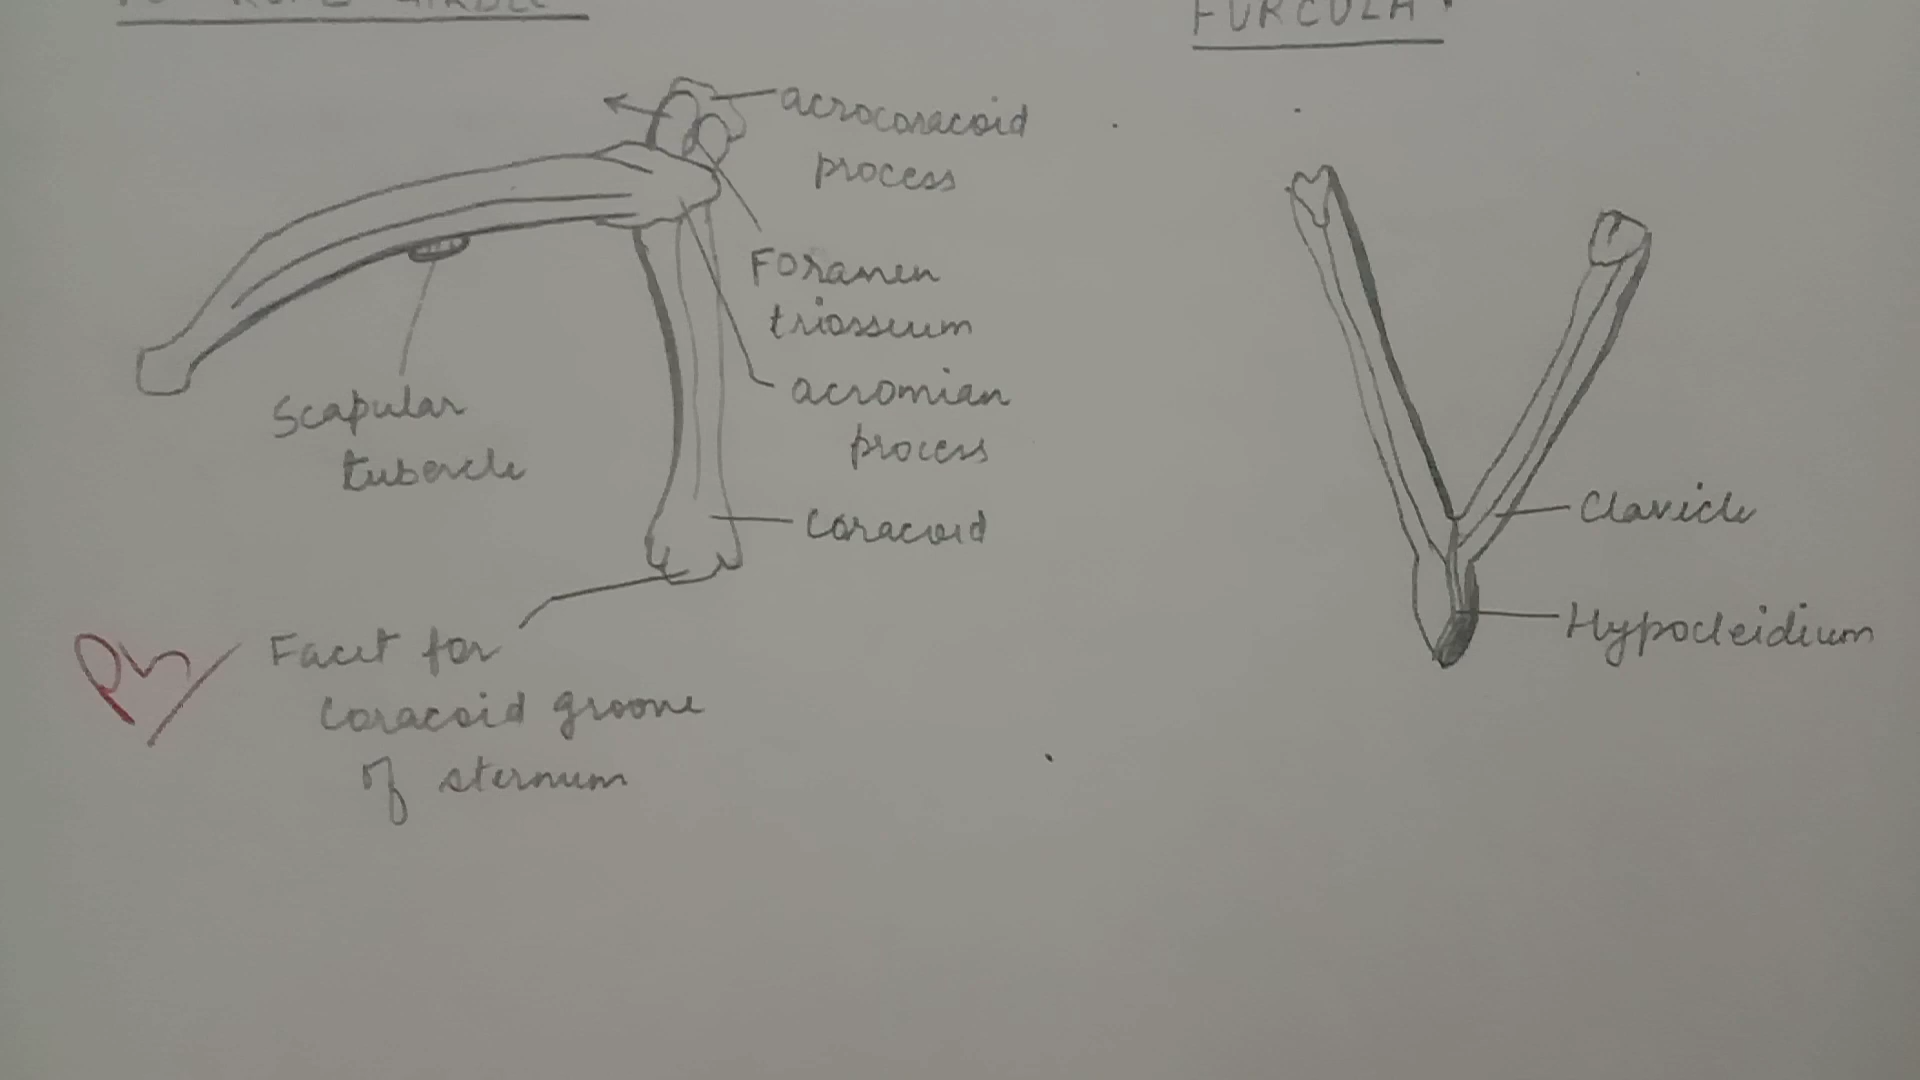 FURCULA
acrocoracoid
process
Foramen
triosseum
acromian
process
Scapular
tubercle
Coracoid
Facet for
coracoid groove
of sternum
Clavicle
Hypocleidium